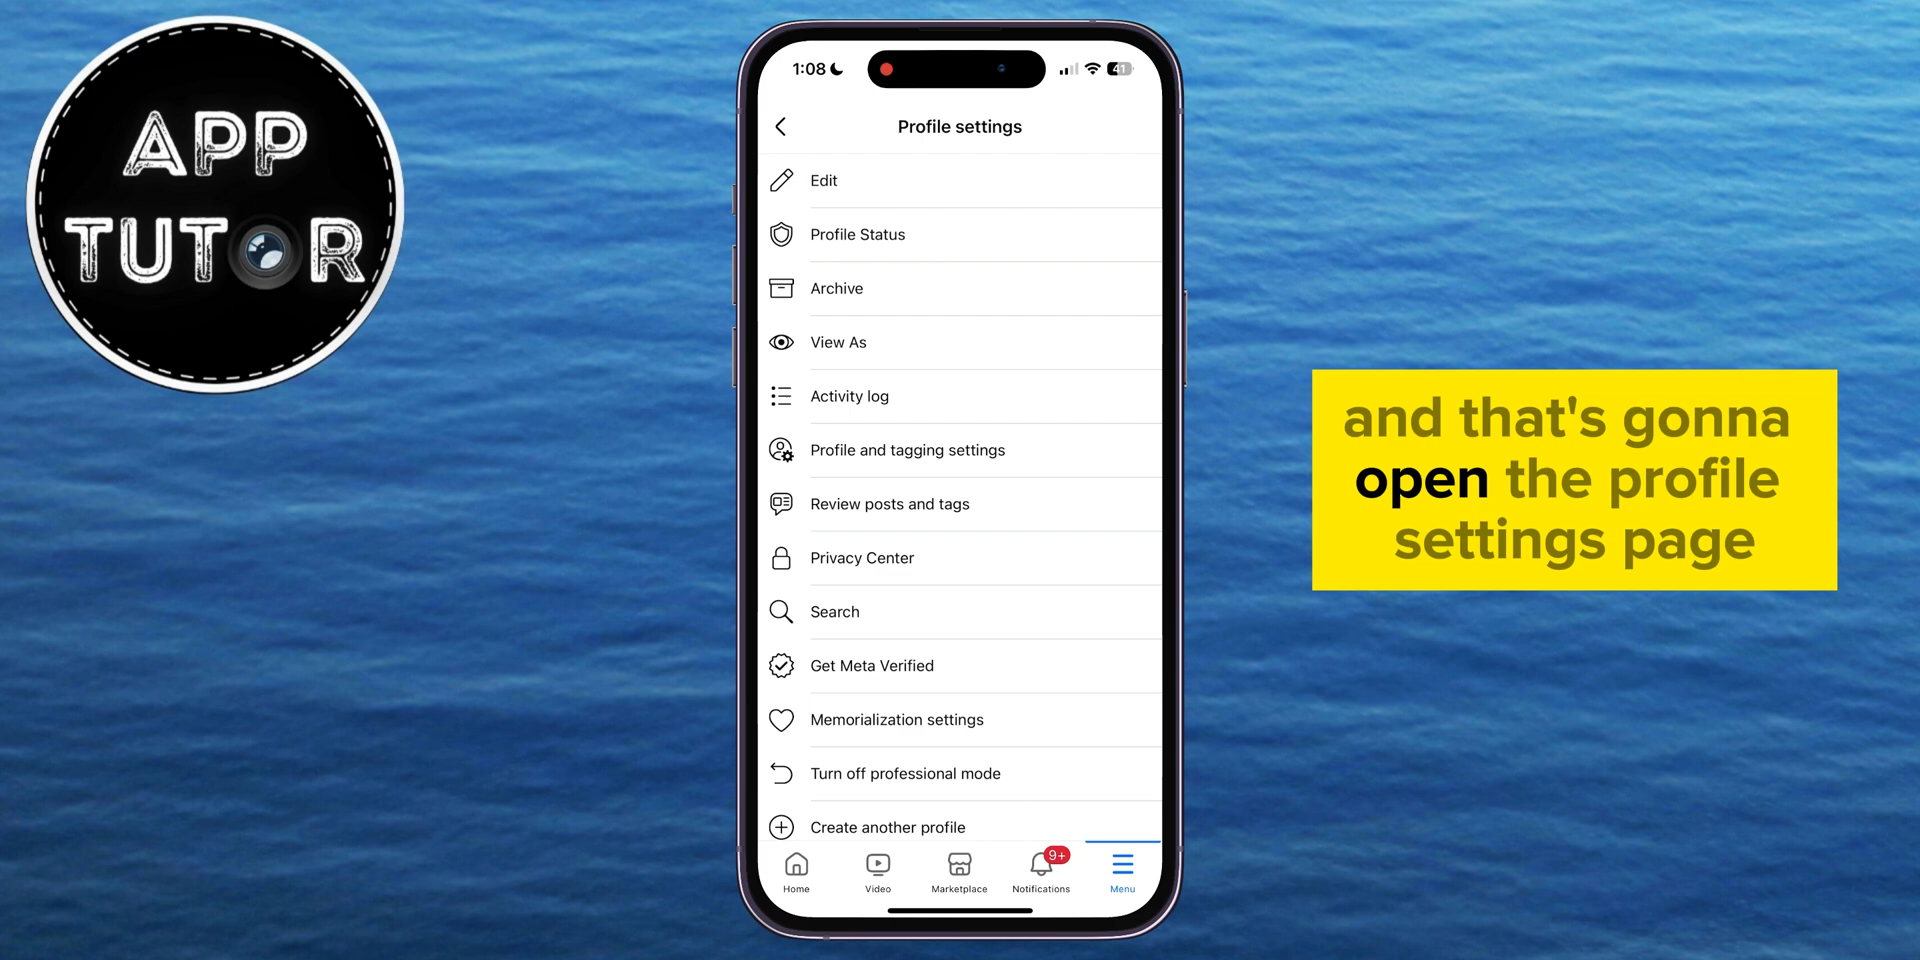 APP
TUTOR
1:08
41
Profile settings
Edit
Profile Status
Archive
View As
Activity log
Profile and tagging settings
Review posts and tags
Privacy Center
Search
Get Meta Verified
Memorialization settings
Turn off professional mode
Create another profile
9+
Home
Video
Marketplace
Notifications
Menu
and that's gonna
open the profile
settings page